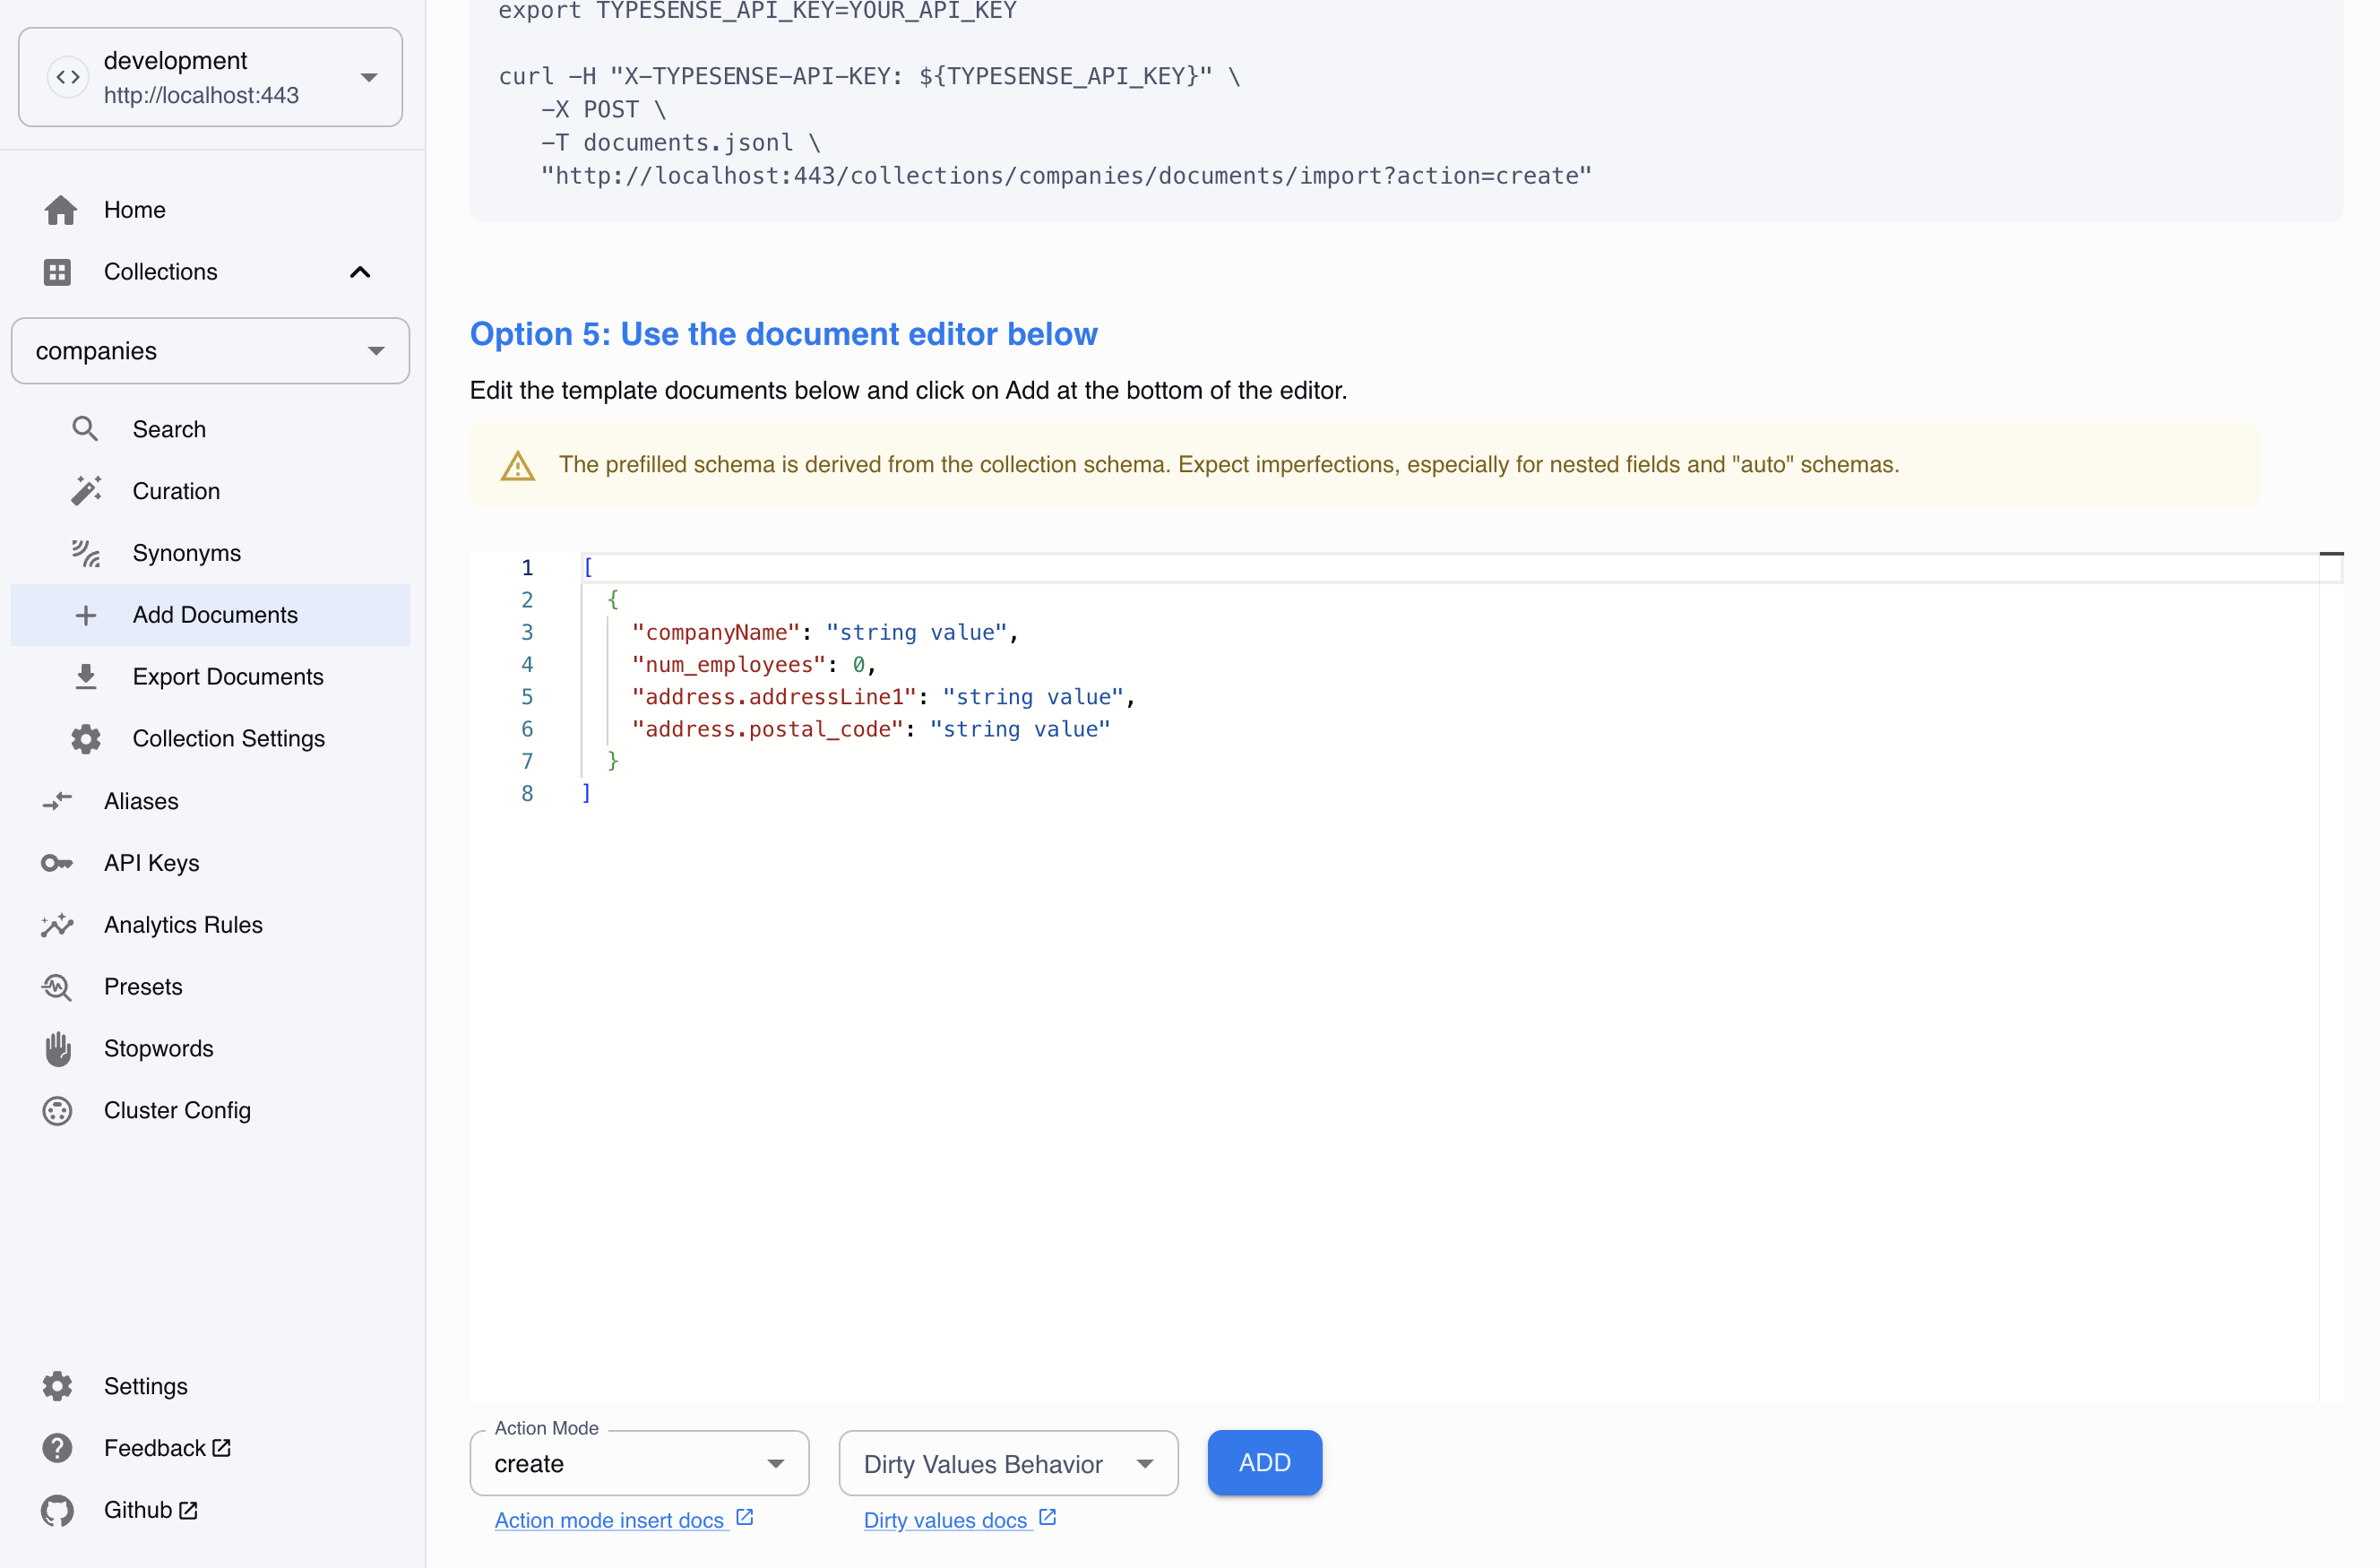 development
http://localhost:443
Home
Collections
companies
Search
Curation
Synonyms
Add Documents
Export Documents
Collection Settings
Aliases
API Keys
Analytics Rules
Presets
Stopwords
Cluster Config
Settings
Feedback
Github
export TYPESENSE_API_KEY=YOUR_API_KEY
curl -H "X-TYPESENSE-API-KEY: ${TYPESENSE_API_KEY}" \
-X POST \
-T documents.jsonl \
"http://localhost:443/collections/companies/documents/import?action=create"
Option 5: Use the document editor below
Edit the template documents below and click on Add at the bottom of the editor.
The prefilled schema is derived from the collection schema. Expect imperfections, especially for nested fields and "auto" schemas.
1 [
2 {
3 "companyName": "string value",
4 "num_employees": 0,
5 "address.addressLine1": "string value",
6 "address.postal_code": "string value"
7 }
8 ]
Action Mode
create
Dirty Values Behavior
ADD
Action mode insert docs
Dirty values docs